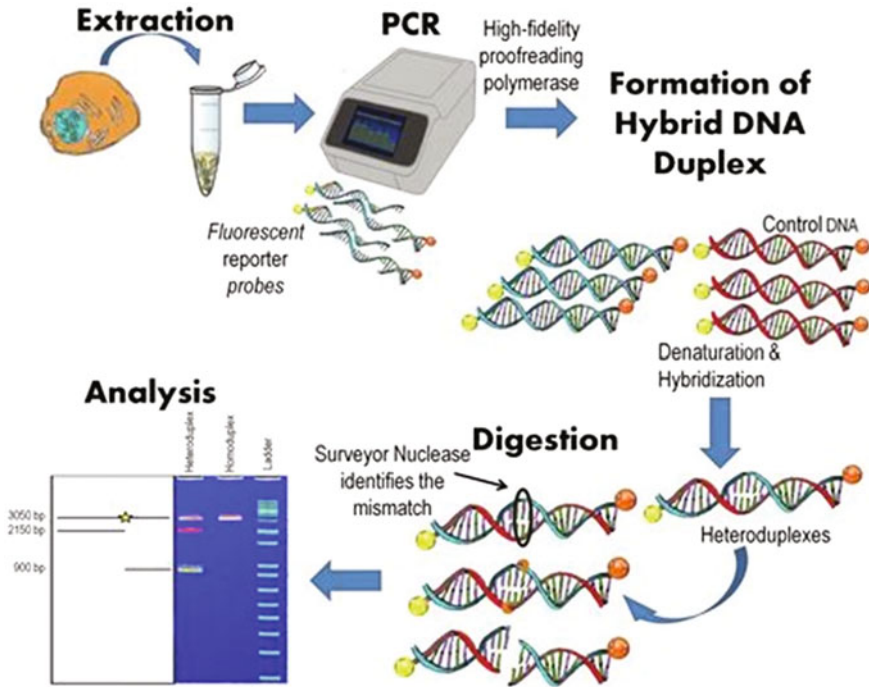 Extraction
PCR
High-fidelity
proofreading
polymerase
Formation of
Hybrid DNA
Duplex
Fluorescent
reporter
probes
Control DNA
Denaturation &
Hybridization
Heteroduplexes
Digestion
Surveyor Nuclease
identifies the
mismatch
Analysis
Heteroduplex
Homoduplex
Ladder
3050 bp
2150 bp
900 bp